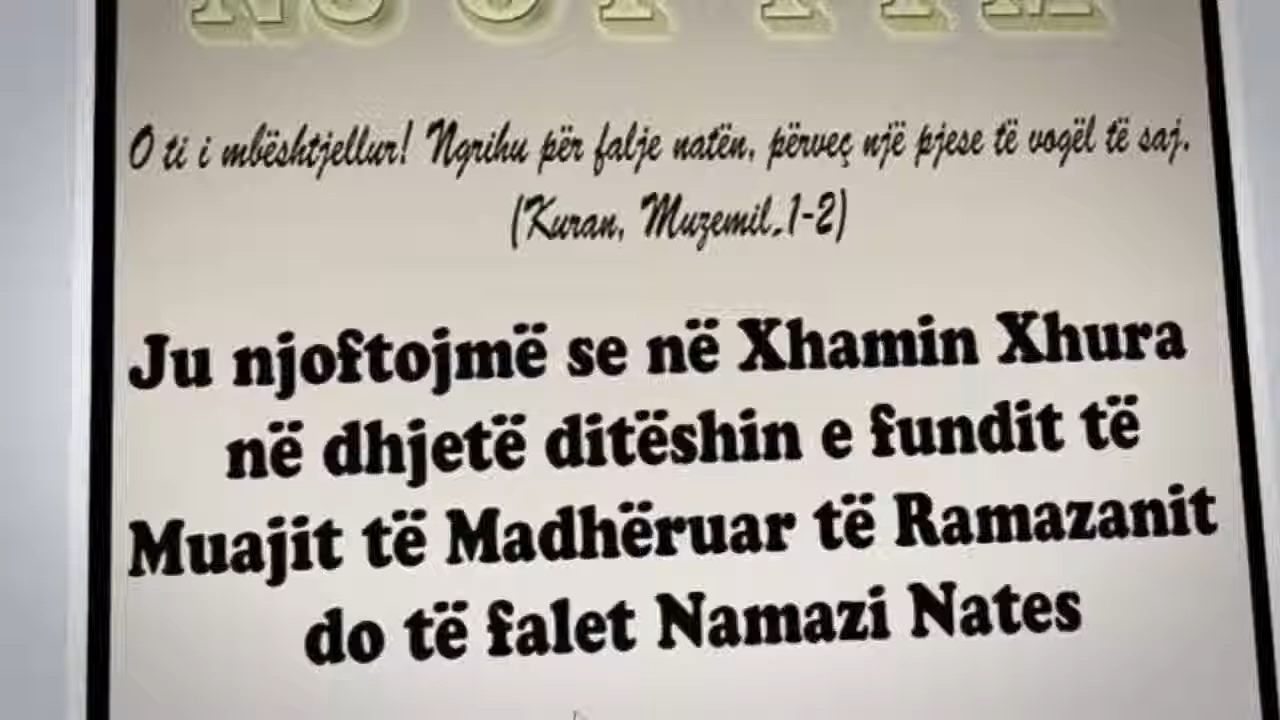 NJOFTIM
O ti i mbështjellur! Ngrihu për falje natën, përveç një pjese të vogël të saj.
(Kuran, Muzemil.1-2)
Ju njoftojmë se në Xhamin Xhura
në dhjetë ditëshin e fundit të
Muajit të Madhëruar të Ramazanit
do të falet Namazi Nates